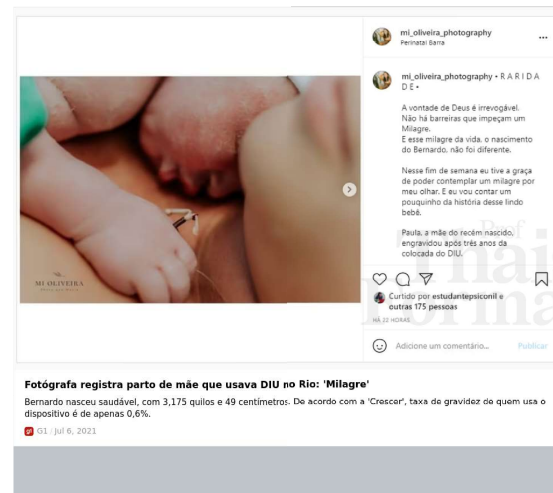 mi_oliveira_photography
Perinatal Barra
mi_oliveira_photography • R A R I D A
D E •
A vontade de Deus é irrevogável.
Não há barreiras que impeçam um
Milagre.
E esse milagre da vida, o nascimento
do Bernardo, não foi diferente.
Nesse fim de semana eu tive a graça
de poder contemplar um milagre por
meu olhar. E eu vou contar um
pouquinho da história desse lindo
bebê.
Paula, a mãe do recém nascido,
engravidou após três anos da
colocada do DIU.
MI OLIVEIRA
Curtido por estudantepsiconil e
outras 175 pessoas
HÁ 22 HORAS
Adicione um comentário...
Publicar
Prof
Thais
Forma
Fotógrafa registra parto de mãe que usava DIU no Rio: 'Milagre'
Bernardo nasceu saudável, com 3,175 quilos e 49 centímetros. De acordo com a 'Crescer', taxa de gravidez de quem usa o
dispositivo é de apenas 0,6%.
g1 G1 / Jul 6, 2021